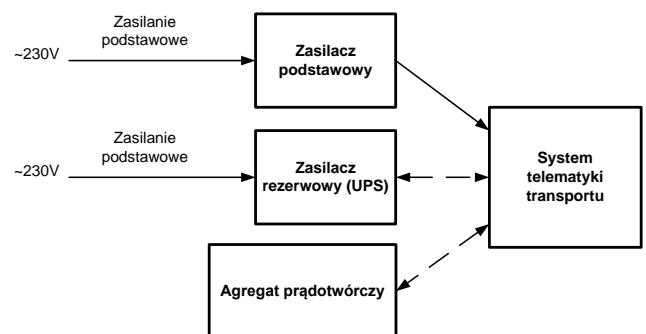 Zasilanie
podstawowe
~230V
Zasilacz
podstawowy
Zasilanie
podstawowe
~230V
Zasilacz
rezerwowy (UPS)
System
telematyki
transportu
Agregat prądotwórczy